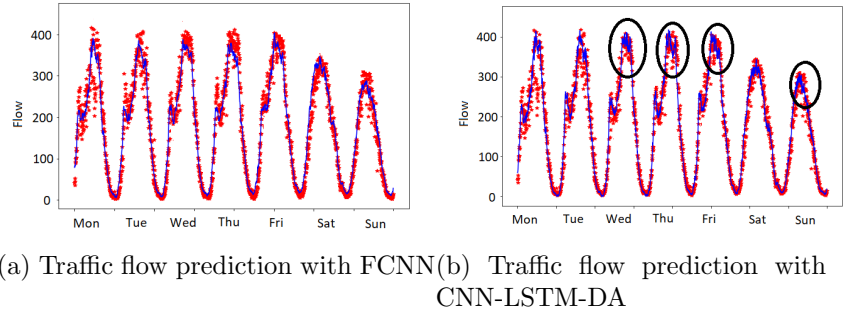 400
300
200
100
0
Flow
Mon Tue Wed Thu Fri Sat Sun
400
300
200
100
0
Flow
Mon Tue Wed Thu Fri Sat Sun
a) Traffic flow prediction with FCNN
(b) Traffic flow prediction with
CNN-LSTM-DA